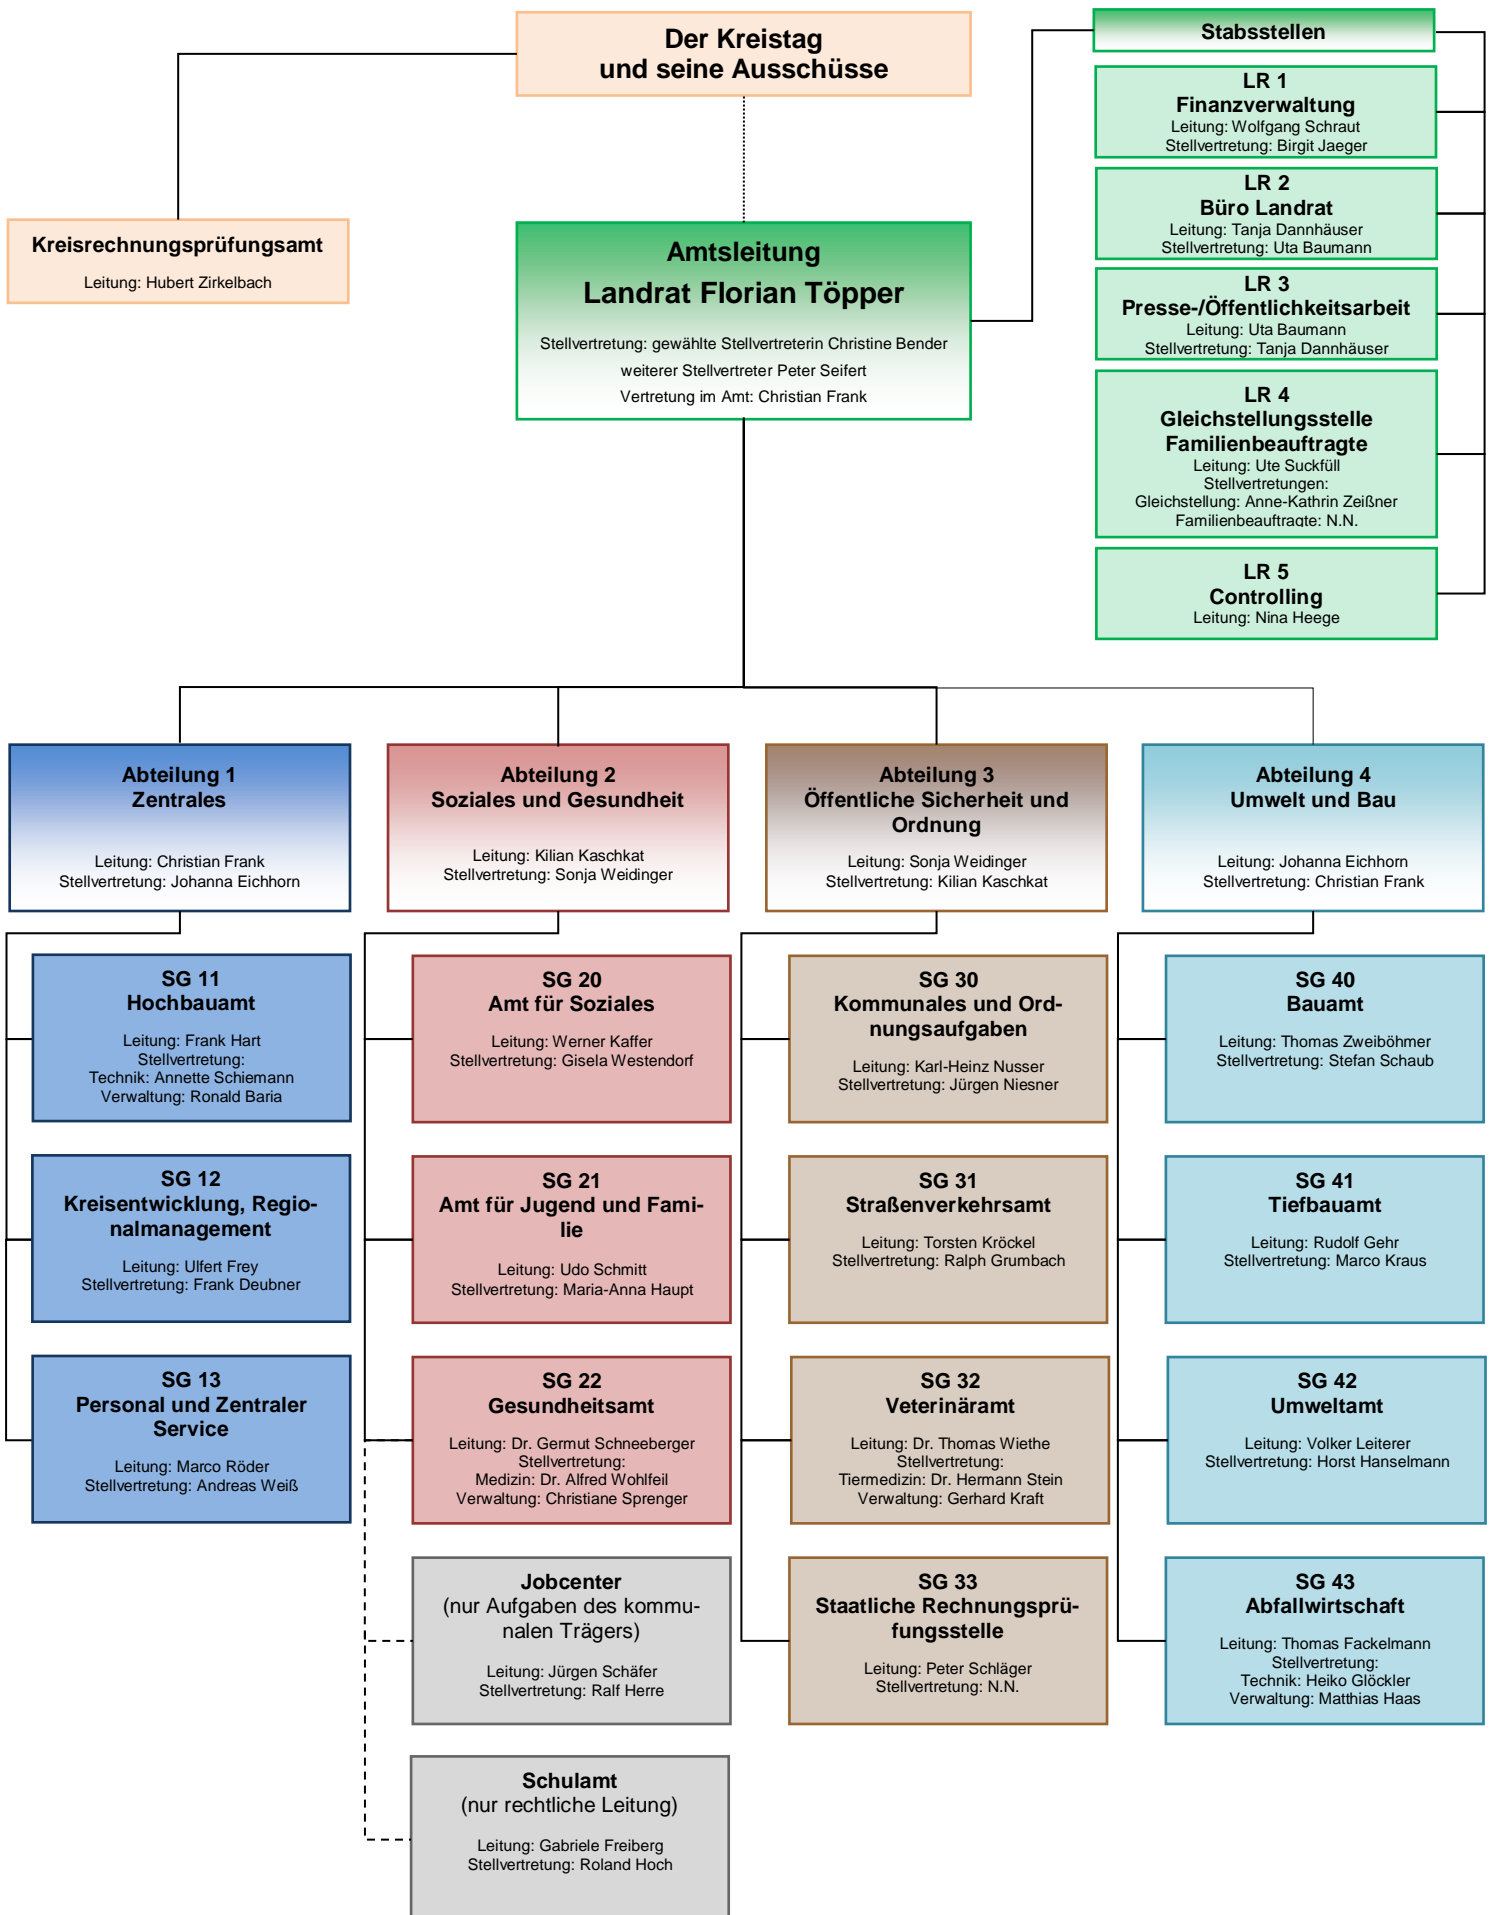 Der Kreistag
und seine Ausschüsse
Kreisrechnungsprüfungsamt
Leitung: Hubert Zirkelbach
Amtsleitung
Landrat Florian Töpper
Stellvertretung: gewählte Stellvertreterin Christine Bender
weiterer Stellvertreter Peter Seifert
Vertretung im Amt: Christian Frank
Stabsstellen
LR 1
Finanzverwaltung
Leitung: Wolfgang Schraut
Stellvertretung: Birgit Jaeger
LR 2
Büro Landrat
Leitung: Tanja Dannhäuser
Stellvertretung: Uta Baumann
LR 3
Presse-/Öffentlichkeitsarbeit
Leitung: Uta Baumann
Stellvertretung: Tanja Dannhäuser
LR 4
Gleichstellungsstelle
Familienbeauftragte
Leitung: Ute Suckfüll
Stellvertretungen:
Gleichstellung: Anne-Kathrin Zeißner
Familienbeauftragte: N.N.
LR 5
Controlling
Leitung: Nina Heege
Abteilung 1
Zentrales
Leitung: Christian Frank
Stellvertretung: Johanna Eichhorn
SG 11
Hochbauamt
Leitung: Frank Hart
Stellvertretung:
Technik: Annette Schiemann
Verwaltung: Ronald Baria
SG 12
Kreisentwicklung, Regio-
nalmanagement
Leitung: Ulfert Frey
Stellvertretung: Frank Deubner
SG 13
Personal und Zentraler
Service
Leitung: Marco Röder
Stellvertretung: Andreas Weiß
Abteilung 2
Soziales und Gesundheit
Leitung: Kilian Kaschkat
Stellvertretung: Sonja Weidinger
SG 20
Amt für Soziales
Leitung: Werner Kaffer
Stellvertretung: Gisela Westendorf
SG 21
Amt für Jugend und Fami-
lie
Leitung: Udo Schmitt
Stellvertretung: Maria-Anna Haupt
SG 22
Gesundheitsamt
Leitung: Dr. Germut Schneeberger
Stellvertretung:
Medizin: Dr. Alfred Wohlfeil
Verwaltung: Christiane Sprenger
Jobcenter
(nur Aufgaben des kommu-
nalen Trägers)
Leitung: Jürgen Schäfer
Stellvertretung: Ralf Herre
Schulamt
(nur rechtliche Leitung)
Leitung: Gabriele Freiberg
Stellvertretung: Roland Hoch
Abteilung 3
Öffentliche Sicherheit und
Ordnung
Leitung: Sonja Weidinger
Stellvertretung: Kilian Kaschkat
SG 30
Kommunales und Ord-
nungsaufgaben
Leitung: Karl-Heinz Nusser
Stellvertretung: Jürgen Niesner
SG 31
Straßenverkehrsamt
Leitung: Torsten Kröckel
Stellvertretung: Ralph Grumbach
SG 32
Veterinäramt
Leitung: Dr. Thomas Wiethe
Stellvertretung:
Tiermedizin: Dr. Hermann Stein
Verwaltung: Gerhard Kraft
SG 33
Staatliche Rechnungsprü-
fungsstelle
Leitung: Peter Schläger
Stellvertretung: N.N.
Abteilung 4
Umwelt und Bau
Leitung: Johanna Eichhorn
Stellvertretung: Christian Frank
SG 40
Bauamt
Leitung: Thomas Zweiböhmer
Stellvertretung: Stefan Schaub
SG 41
Tiefbauamt
Leitung: Rudolf Gehr
Stellvertretung: Marco Kraus
SG 42
Umweltamt
Leitung: Volker Leiterer
Stellvertretung: Horst Hanselmann
SG 43
Abfallwirtschaft
Leitung: Thomas Fackelmann
Stellvertretung:
Technik: Heiko Glöckler
Verwaltung: Matthias Haas